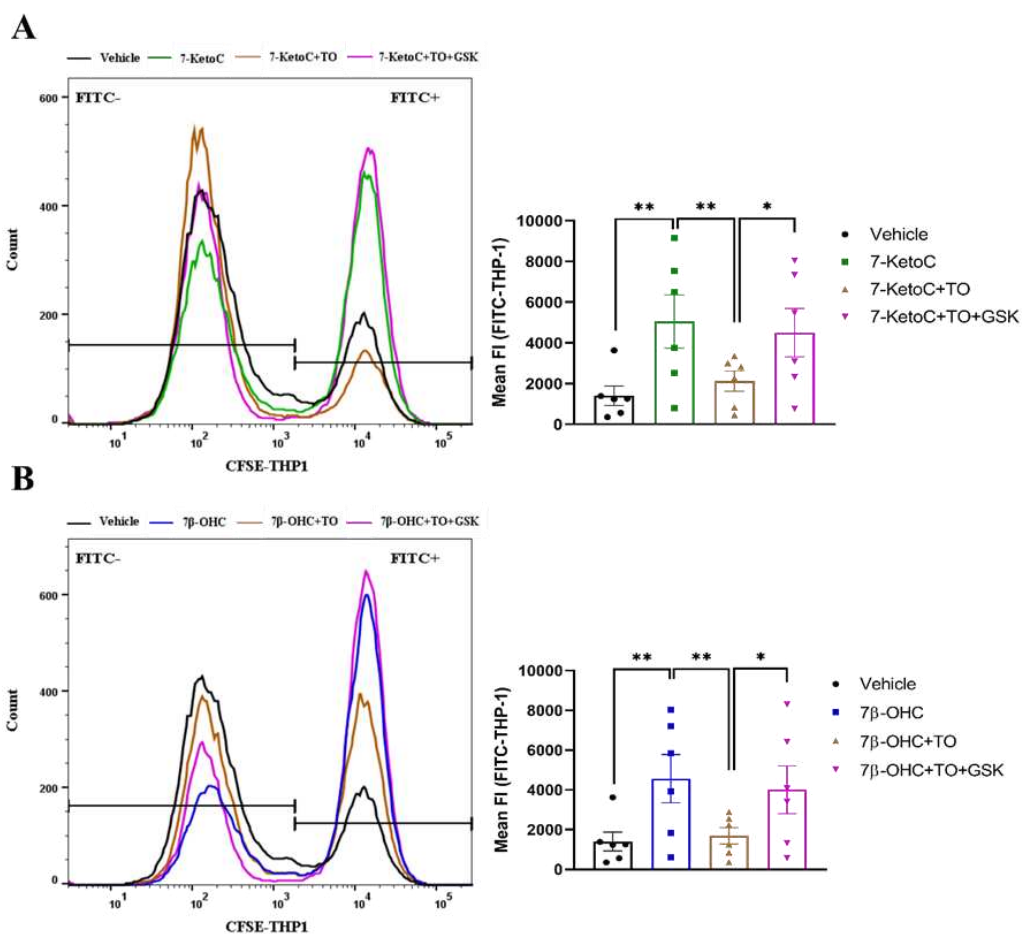 A
Vehicle 7-KetoC 7-KetoC+TO 7-KetoC+TO+GSK
600
400
200
0
FITC- FITC+
Count
10¹ 10² 10³ 10⁴ 10⁵
CFSE-THP1
** ** *
10000
8000
6000
4000
2000
0
Mean FI (FITC-THP-1)
Vehicle
7-KetoC
7-KetoC+TO
7-KetoC+TO+GSK
B
Vehicle 7β-OHC 7β-OHC+TO 7β-OHC+TO+GSK
FITC- FITC+
600
400
200
0
Count
10¹ 10² 10³ 10⁴ 10⁵
CFSE-THP1
** ** *
10000
8000
6000
4000
2000
0
Mean FI (FITC-THP-1)
Vehicle
7β-OHC
7β-OHC+TO
7β-OHC+TO+GSK